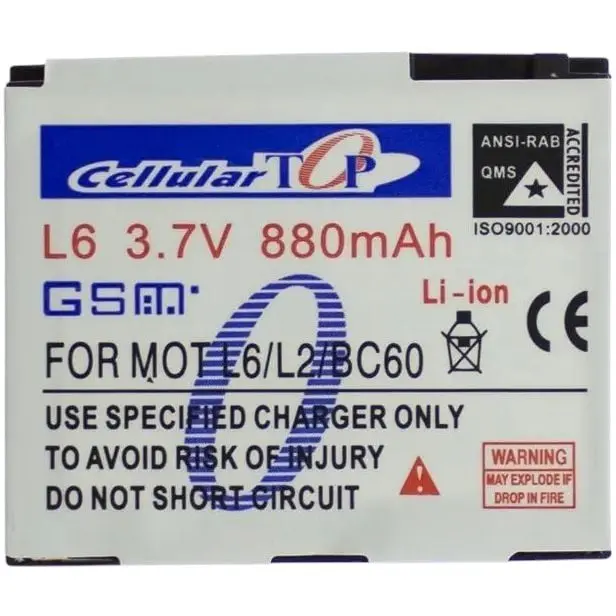 Cellular TOP
ANSI-RAB
QMS
ACCREDITED
ISO9001:2000
L6 3.7V 880mAh
GSM
Li-ion
CE
FOR MOT L6/L2/BC60
USE SPECIFIED CHARGER ONLY
TO AVOID RISK OF INJURY
DO NOT SHORT CIRCUIT
WARNING
MAY EXPLODE IF
DROP IN FIRE